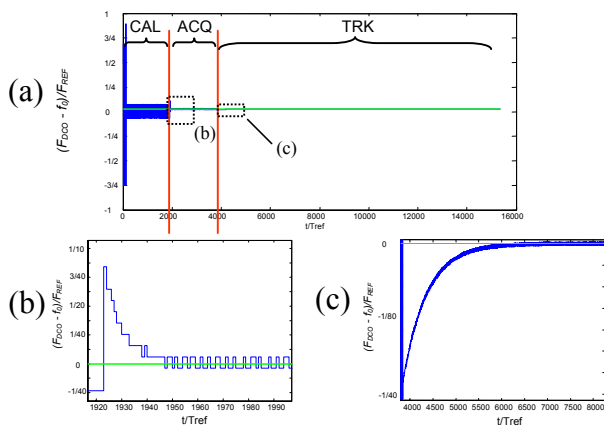 CAL ACQ TRK
(a)
(F_DCO - f_0)/F_REF
1
3/4
1/2
1/4
0
-1/4
-1/2
-3/4
-1
(b)
(c)
0 2000 4000 6000 8000 10000 12000 14000 16000
t/Tref
(b)
(F_DCO - f_0)/F_REF
1/10
3/40
1/20
1/40
0
-1/40
1920 1930 1940 1950 1960 1970 1980 1990
t/Tref
(c)
(F_DCO - f_0)/F_REF
0
-1/80
-1/40
4000 4500 5000 5500 6000 6500 7000 7500 8000
t/Tref